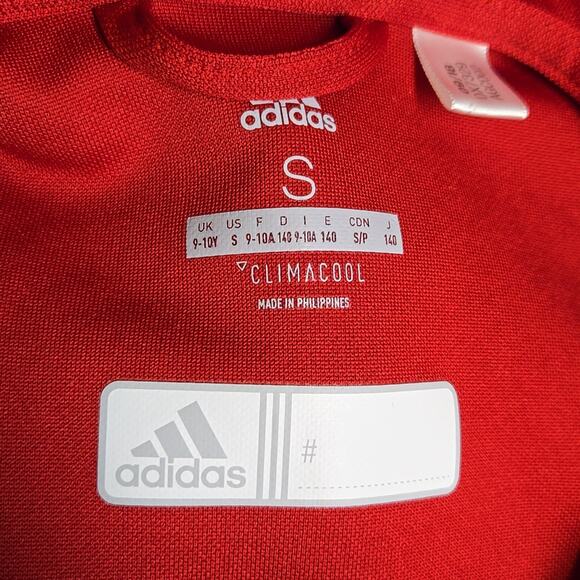 adidas
S
UK US F D I E CDN J
9-10Y S 9-10A 140 9-10A 140 S/P 140
CLIMACOOL
MADE IN PHILIPPINES
adidas
#